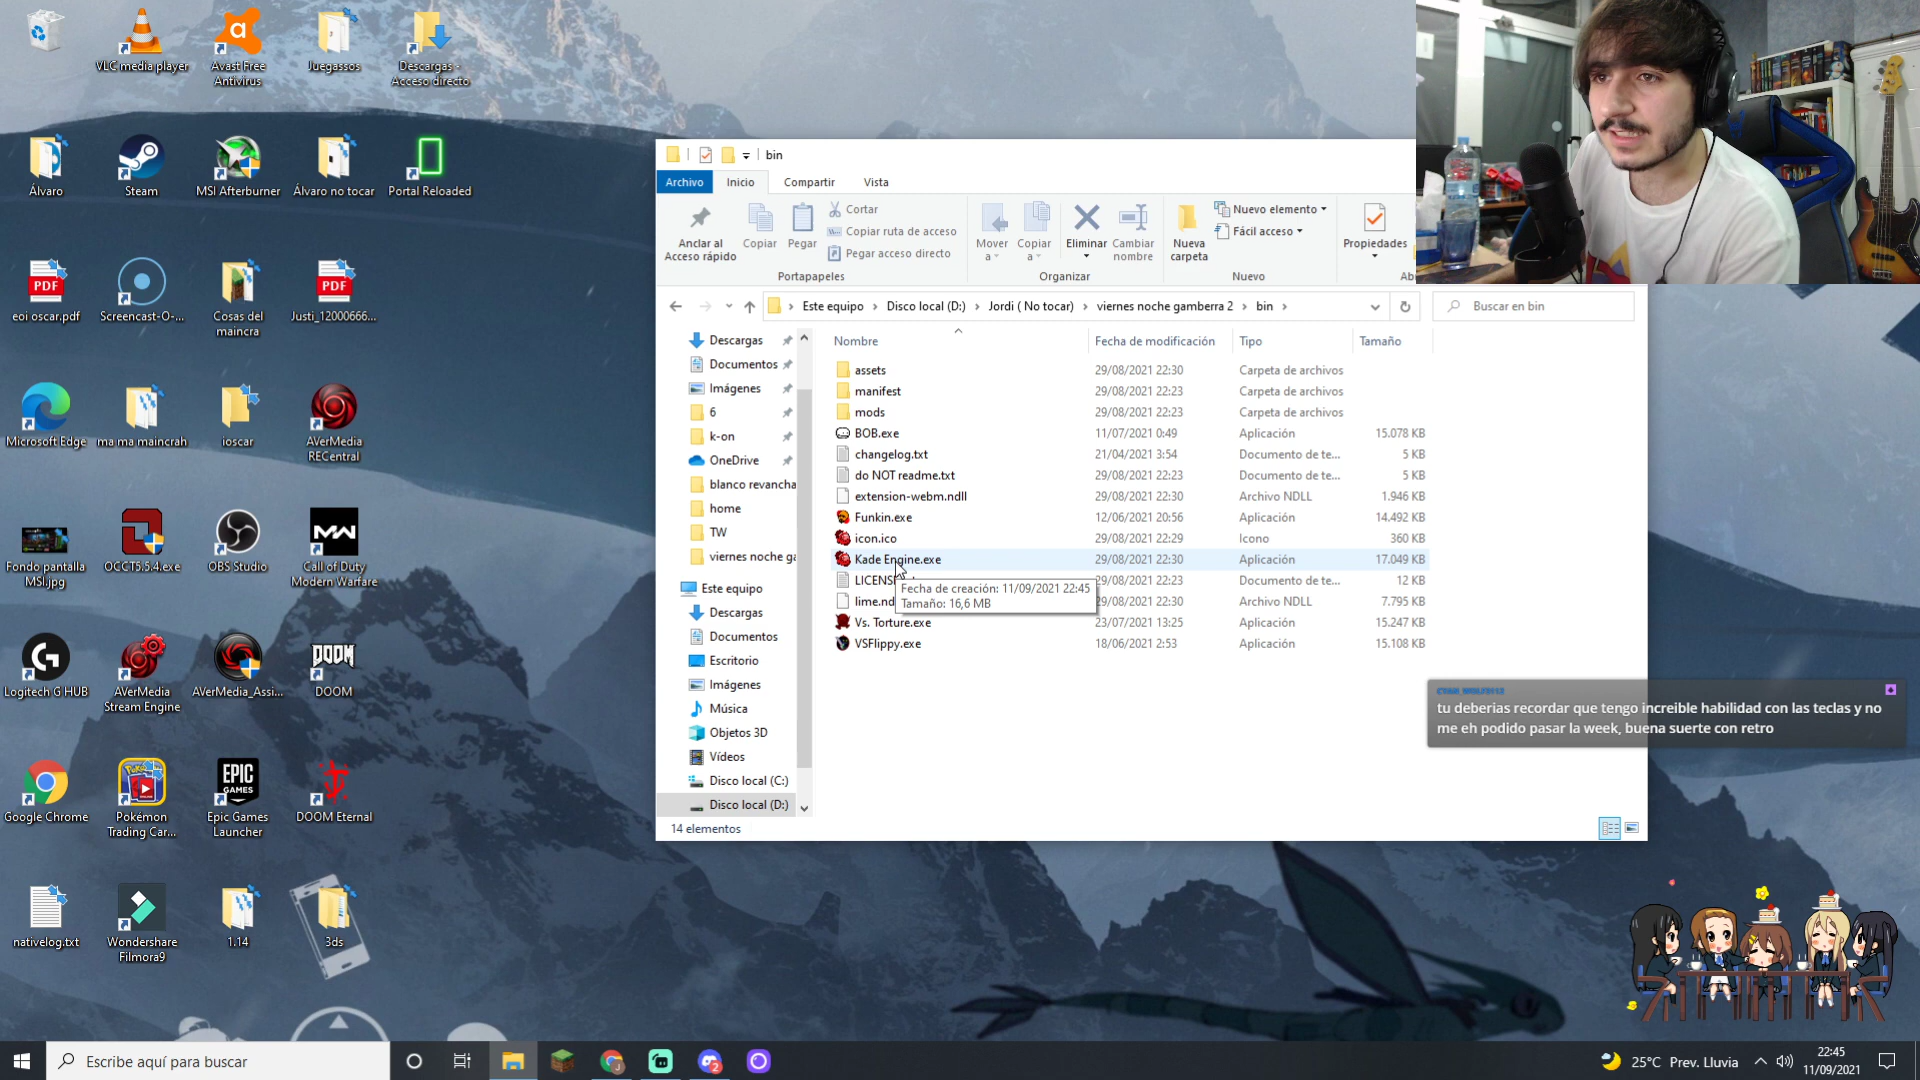 VLC media player
Avast Free
Antivirus
Juegassos
Descargas -
Acceso directo
Álvaro
Steam
MSI Afterburner
Álvaro no tocar
Portal Reloaded
PDF
eoi oscar.pdf
Screencast-O-...
Cosas del
maincra
PDF
Justi_12000666...
Microsoft Edge
ma ma maincrah
ioscar
AVerMedia
RECentral
Fondo pantalla
MSI.jpg
OCCT5.5.4.exe
OBS Studio
Call of Duty
Modern Warfare
Logitech G HUB
AVerMedia
Stream Engine
AVerMedia_Assi...
DOOM
DOOM
Google Chrome
Pokémon
Trading Car...
EPIC
GAMES
Epic Games
Launcher
DOOM Eternal
nativelog.txt
Wondershare
Filmora9
1.14
3ds
bin
Archivo
Inicio
Compartir
Vista
Anclar al
Acceso rápido
Copiar
Pegar
Cortar
Copiar ruta de acceso
Pegar acceso directo
Portapapeles
Mover
a
Copiar
a
Eliminar
Cambiar
nombre
Organizar
Nueva
carpeta
Nuevo elemento
Fácil acceso
Nuevo
Propiedades
Ab
Este equipo > Disco local (D:) > Jordi ( No tocar) > viernes noche gamberra 2 > bin >
Buscar en bin
Descargas
Documentos
Imágenes
6
k-on
OneDrive
blanco revancha
home
TW
viernes noche ga
Este equipo
Descargas
Documentos
Escritorio
Imágenes
Música
Objetos 3D
Vídeos
Disco local (C:)
Disco local (D:)
Nombre Fecha de modificación Tipo Tamaño
assets 29/08/2021 22:30 Carpeta de archivos
manifest 29/08/2021 22:23 Carpeta de archivos
mods 29/08/2021 22:23 Carpeta de archivos
BOB.exe 11/07/2021 0:49 Aplicación 15.078 KB
changelog.txt 21/04/2021 3:54 Documento de te... 5 KB
do NOT readme.txt 29/08/2021 22:23 Documento de te... 5 KB
extension-webm.ndll 29/08/2021 22:30 Archivo NDLL 1.946 KB
Funkin.exe 12/06/2021 20:56 Aplicación 14.492 KB
icon.ico 29/08/2021 22:29 Icono 360 KB
Kade Engine.exe 29/08/2021 22:30 Aplicación 17.049 KB
LICENS 29/08/2021 22:23 Documento de te... 12 KB
lime.nd 29/08/2021 22:30 Archivo NDLL 7.795 KB
Vs. Torture.exe 23/07/2021 13:25 Aplicación 15.247 KB
VSFlippy.exe 18/06/2021 2:53 Aplicación 15.108 KB
Fecha de creación: 11/09/2021 22:45
Tamaño: 16,6 MB
14 elementos
tu deberias recordar que tengo increible habilidad con las teclas y no
me eh podido pasar la week, buena suerte con retro
Escribe aquí para buscar
25°C Prev. Lluvia
22:45
11/09/2021